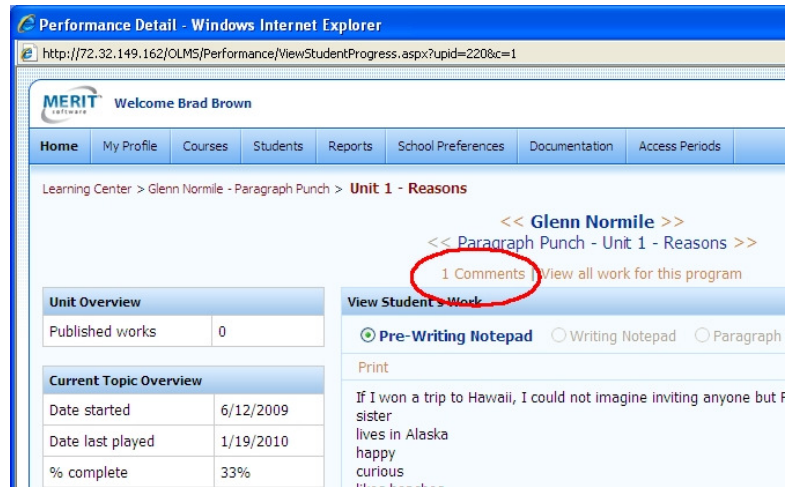 Performance Detail - Windows Internet Explorer
http://72.32.149.162/OLMS/Performance/ViewStudentProgress.aspx?upid=220&c=1
MERIT software Welcome Brad Brown
Home My Profile Courses Students Reports School Preferences Documentation Access Periods
Learning Center > Glenn Normile - Paragraph Punch > Unit 1 - Reasons
<< Glenn Normile >>
<< Paragraph Punch - Unit 1 - Reasons >>
1 Comments | View all work for this program
Unit Overview
Published works 0
Current Topic Overview
Date started 6/12/2009
Date last played 1/19/2010
% complete 33%
View Student's Work
Pre-Writing Notepad Writing Notepad Paragraph
Print
If I won a trip to Hawaii, I could not imagine inviting anyone but
sister
lives in Alaska
happy
curious
likes beaches